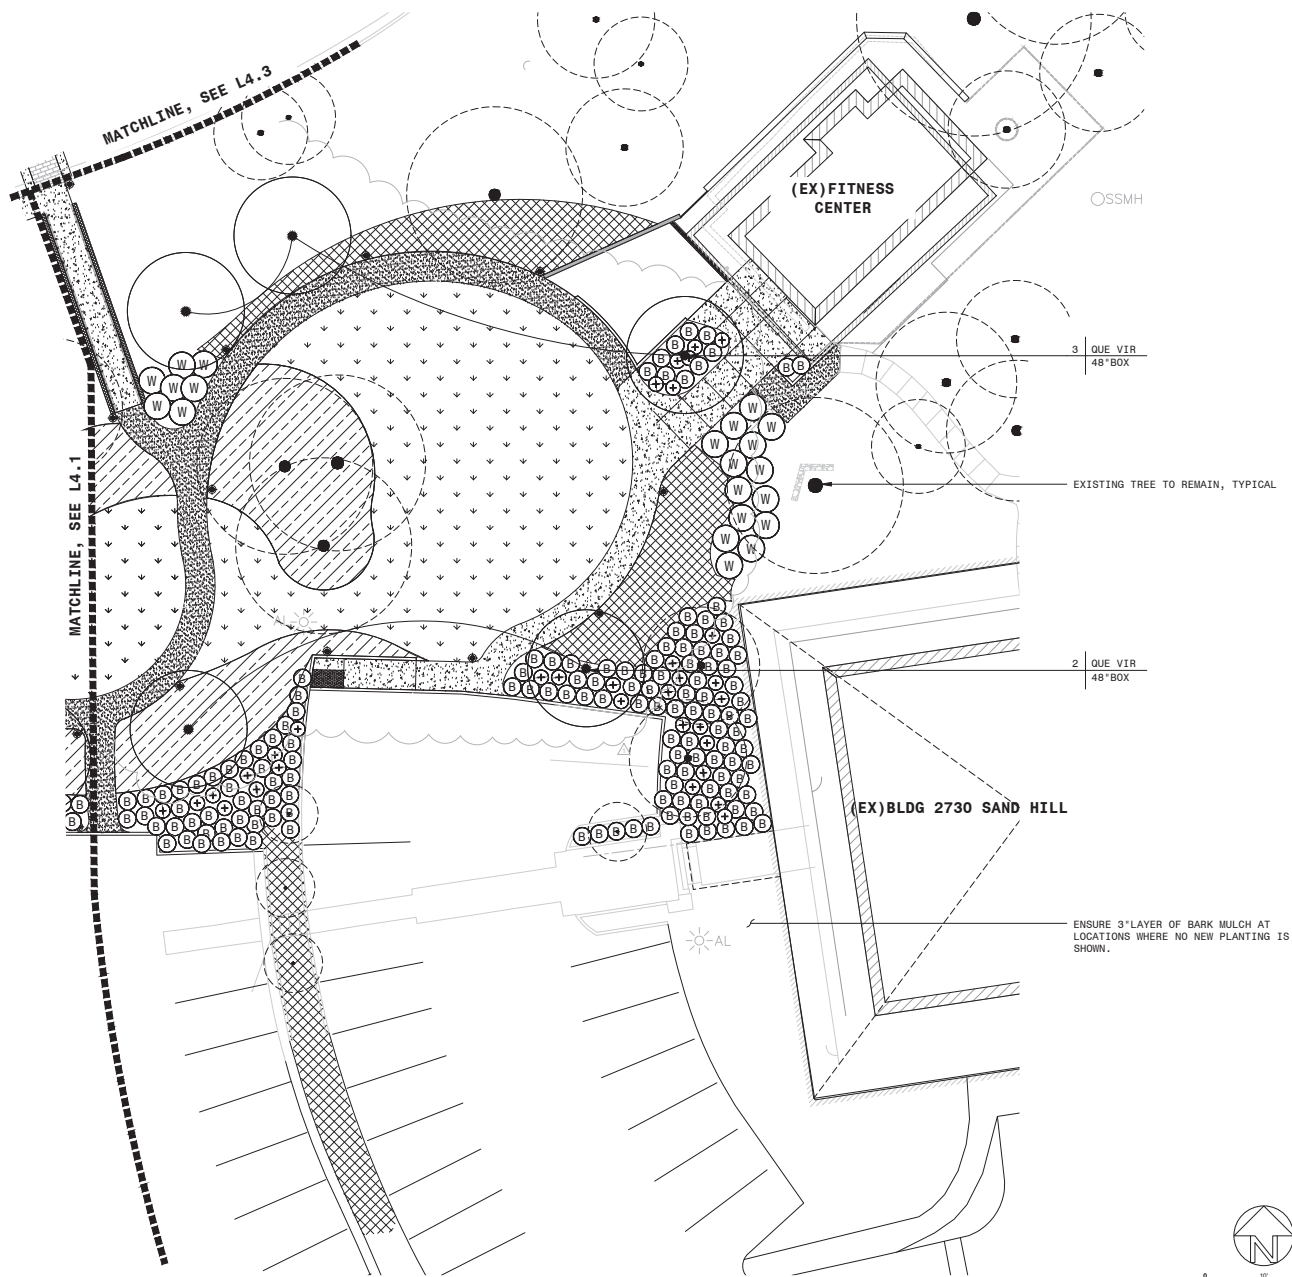 MATCHLINE, SEE L4.3
(EX)FITNESS
CENTER
SSMH
3 QUE VIR
48"BOX
EXISTING TREE TO REMAIN, TYPICAL
MATCHLINE, SEE L4.1
AL
2 QUE VIR
48"BOX
(EX)BLDG 2730 SAND HILL
ENSURE 3"LAYER OF BARK MULCH AT
LOCATIONS WHERE NO NEW PLANTING IS
SHOWN.
AL
N
0 10'